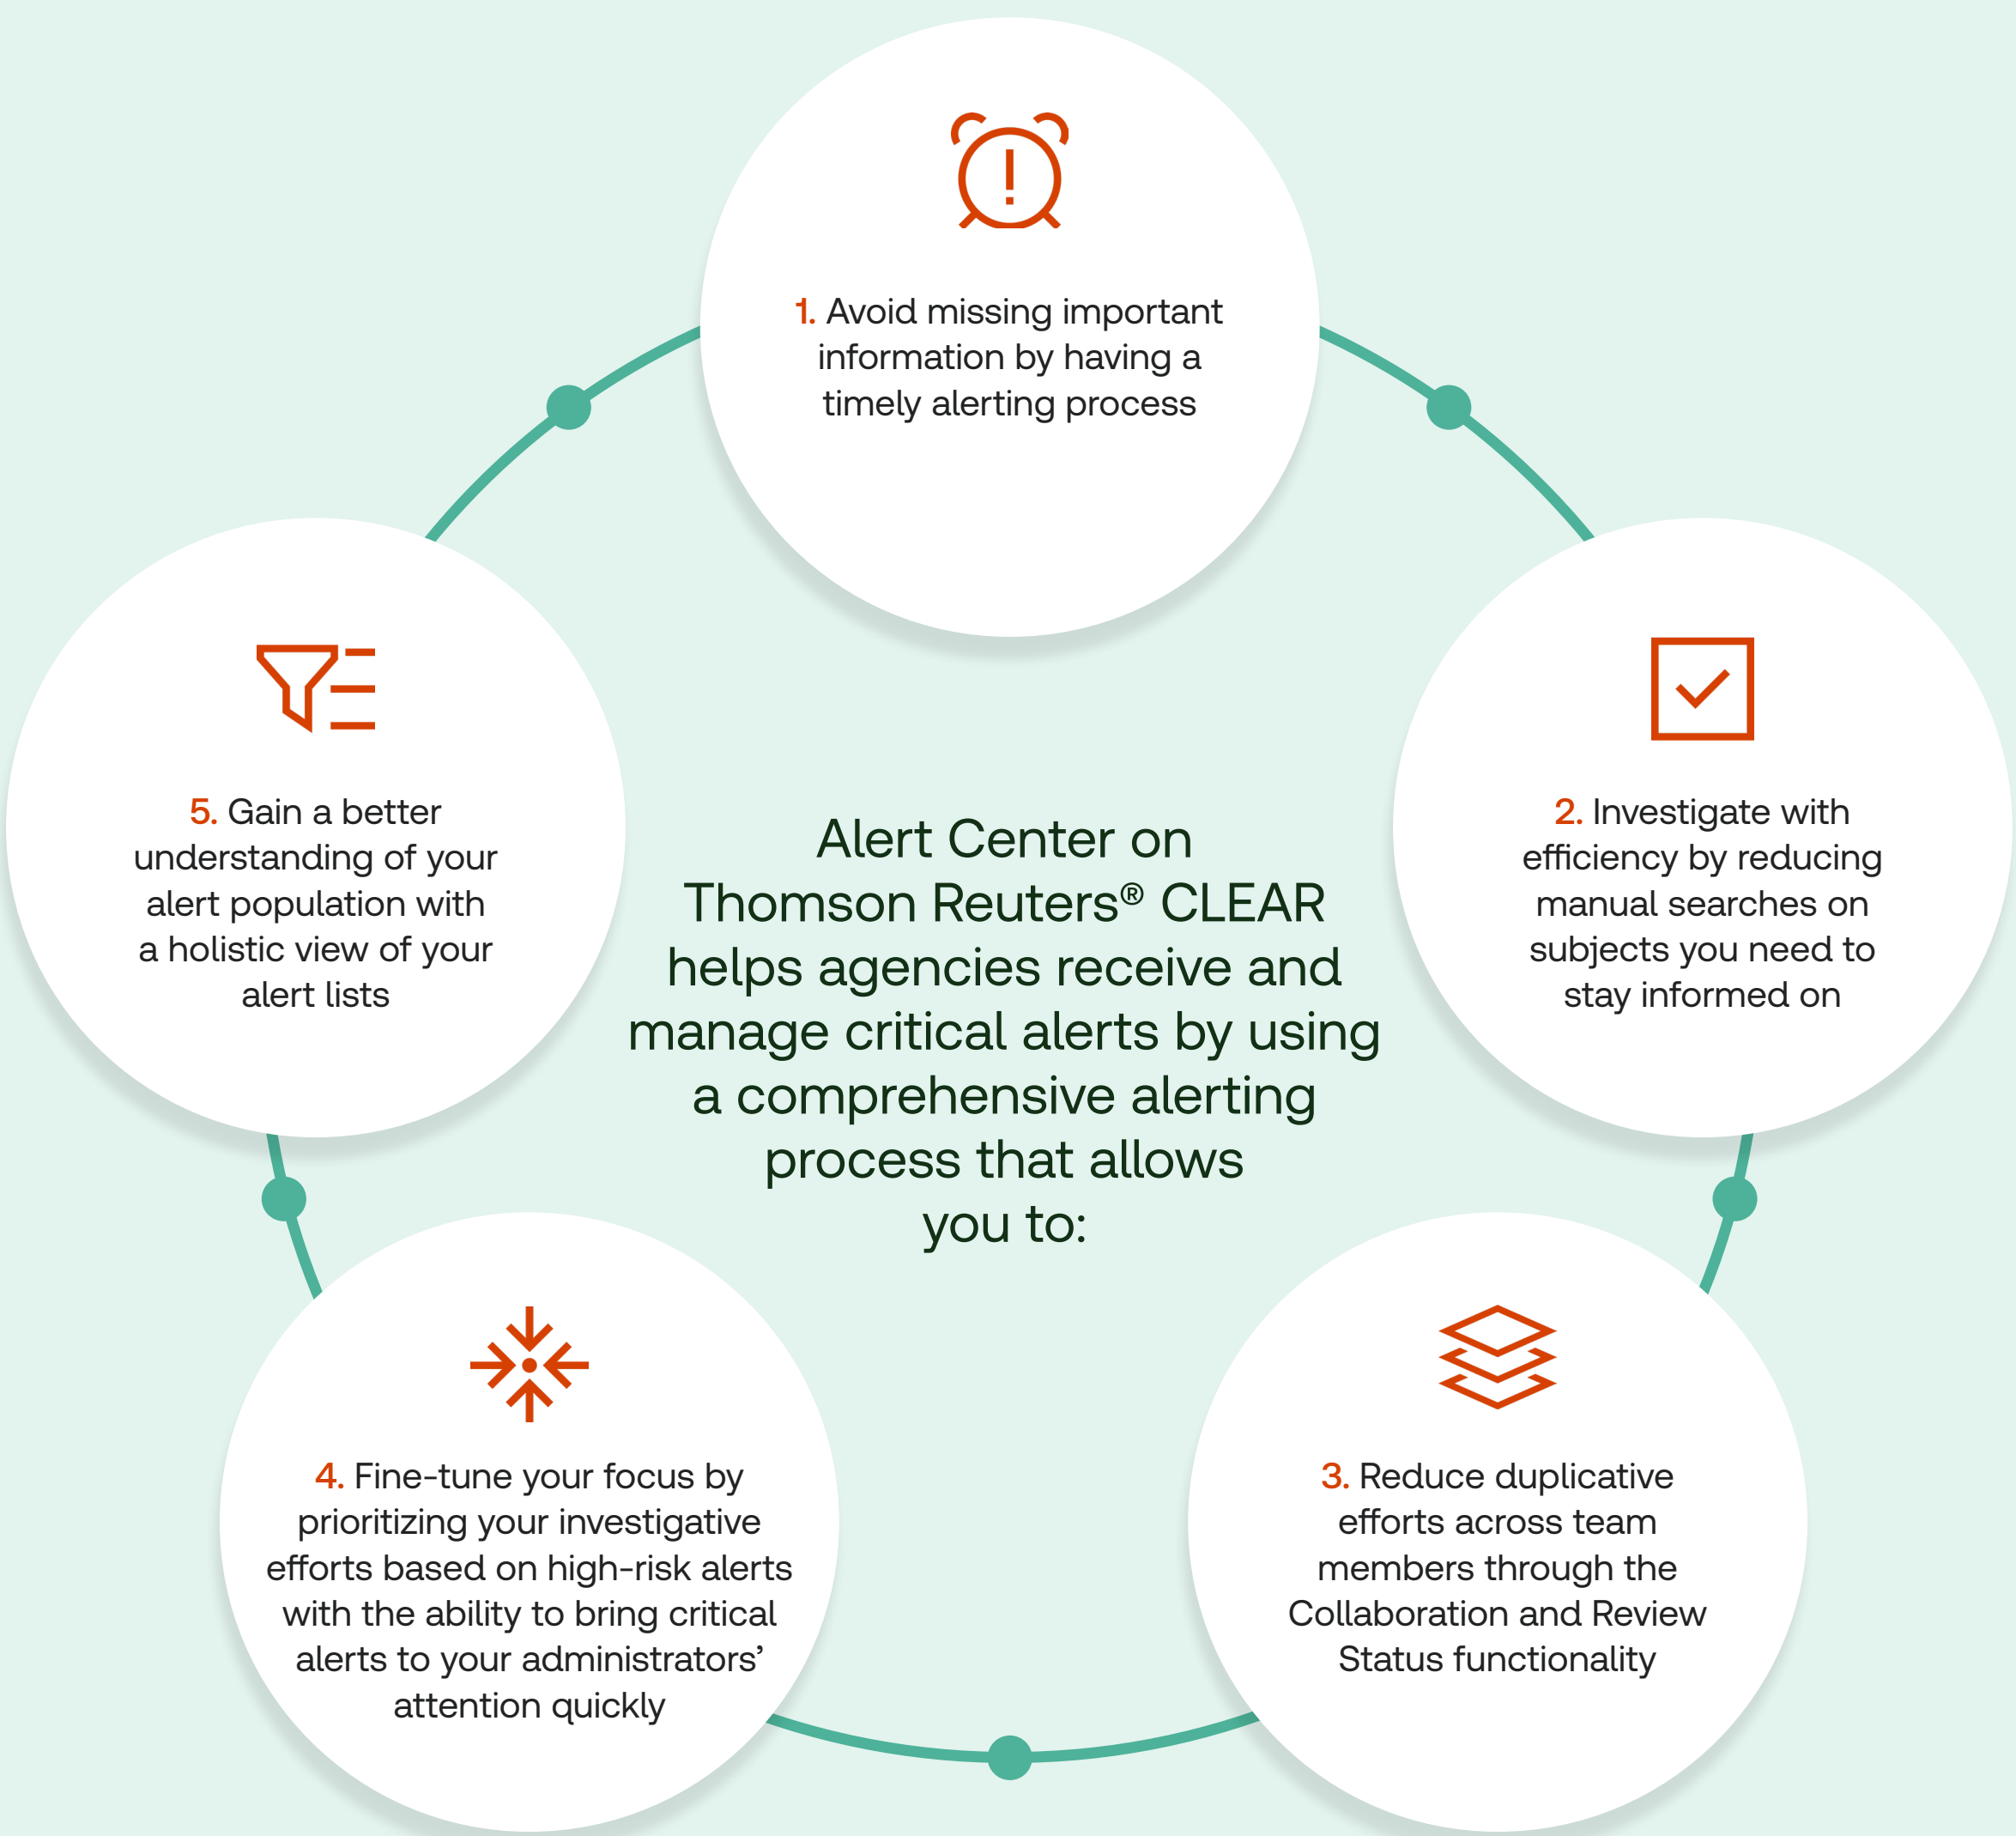 Alert Center on
Thomson Reuters® CLEAR
helps agencies receive and
manage critical alerts by using
a comprehensive alerting
process that allows
you to:
1. Avoid missing important
information by having a
timely alerting process
2. Investigate with
efficiency by reducing
manual searches on
subjects you need to
stay informed on
3. Reduce duplicative
efforts across team
members through the
Collaboration and Review
Status functionality
4. Fine-tune your focus by
prioritizing your investigative
efforts based on high-risk alerts
with the ability to bring critical
alerts to your administrators’
attention quickly
5. Gain a better
understanding of your
alert population with
a holistic view of your
alert lists